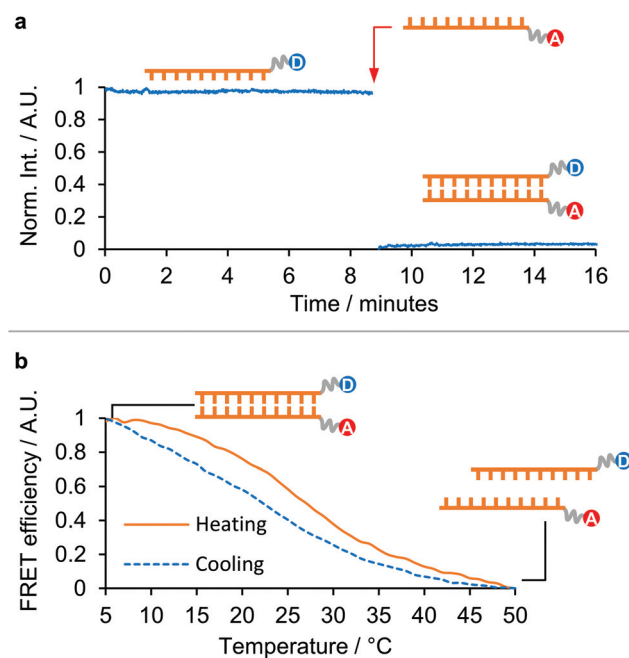 a
D
A
1
0.8
0.6
0.4
0.2
0
Norm. Int. / A.U.
D
A
0 2 4 6 8 10 12 14 16
Time / minutes
b
D
A
1
0.8
0.6
0.4
0.2
0
FRET efficiency / A.U.
D
A
Heating
Cooling
5 10 15 20 25 30 35 40 45 50
Temperature / °C